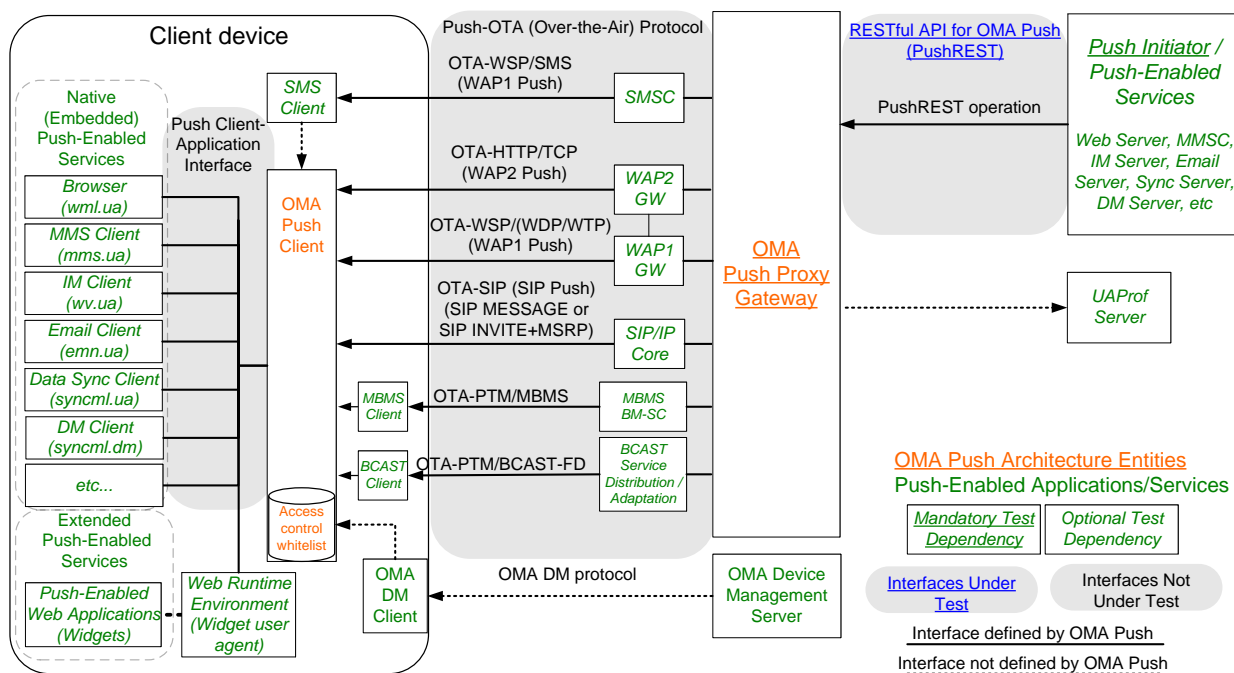 Client device
Native
(Embedded)
Push-Enabled
Services
Browser
(wml.ua)
MMS Client
(mms.ua)
IM Client
(wv.ua)
Email Client
(emn.ua)
Data Sync Client
(syncml.ua)
DM Client
(syncml.dm)
etc...
Extended
Push-Enabled
Services
Push-Enabled
Web Applications
(Widgets)
Push Client-
Application
Interface
Web Runtime
Environment
(Widget user
agent)
SMS
Client
OMA
Push
Client
Access
control
whitelist
MBMS
Client
BCAST
Client
OMA
DM
Client
Push-OTA (Over-the-Air) Protocol
OTA-WSP/SMS
(WAP1 Push)
SMSC
OTA-HTTP/TCP
(WAP2 Push)
WAP2
GW
OTA-WSP/(WDP/WTP)
(WAP1 Push)
WAP1
GW
OTA-SIP (SIP Push)
(SIP MESSAGE or
SIP INVITE+MSRP)
SIP/IP
Core
OTA-PTM/MBMS
MBMS
BM-SC
OTA-PTM/BCAST-FD
BCAST
Service
Distribution /
Adaptation
OMA DM protocol
OMA
Push Proxy
Gateway
OMA Device
Management
Server
RESTful API for OMA Push
(PushREST)
PushREST operation
Push Initiator /
Push-Enabled
Services
Web Server, MMSC,
IM Server, Email
Server, Sync Server,
DM Server, etc
UAProf
Server
OMA Push Architecture Entities
Push-Enabled Applications/Services
Mandatory Test
Dependency
Optional Test
Dependency
Interfaces Under
Test
Interfaces Not
Under Test
Interface defined by OMA Push
Interface not defined by OMA Push